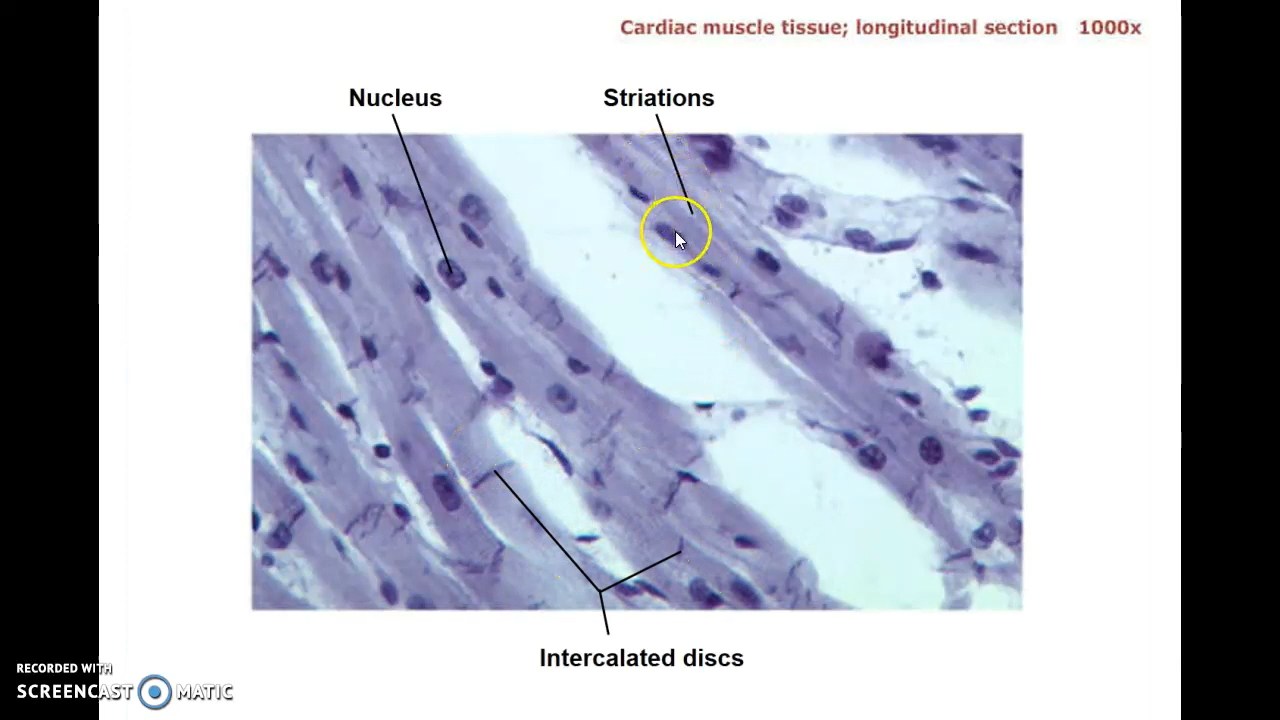 Cardiac muscle tissue; longitudinal section 1000x
Nucleus
Striations
Intercalated discs
RECORDED WITH
SCREENCAST MATIC